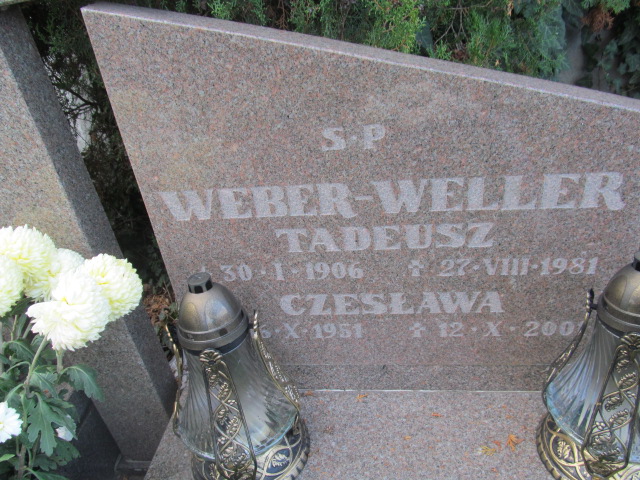 S·P
WEBER-WELLER
TADEUSZ
30·I·1906 ✝ 27·VIII·1981
CZESŁAWA
X·1951 ✝ 12·X·